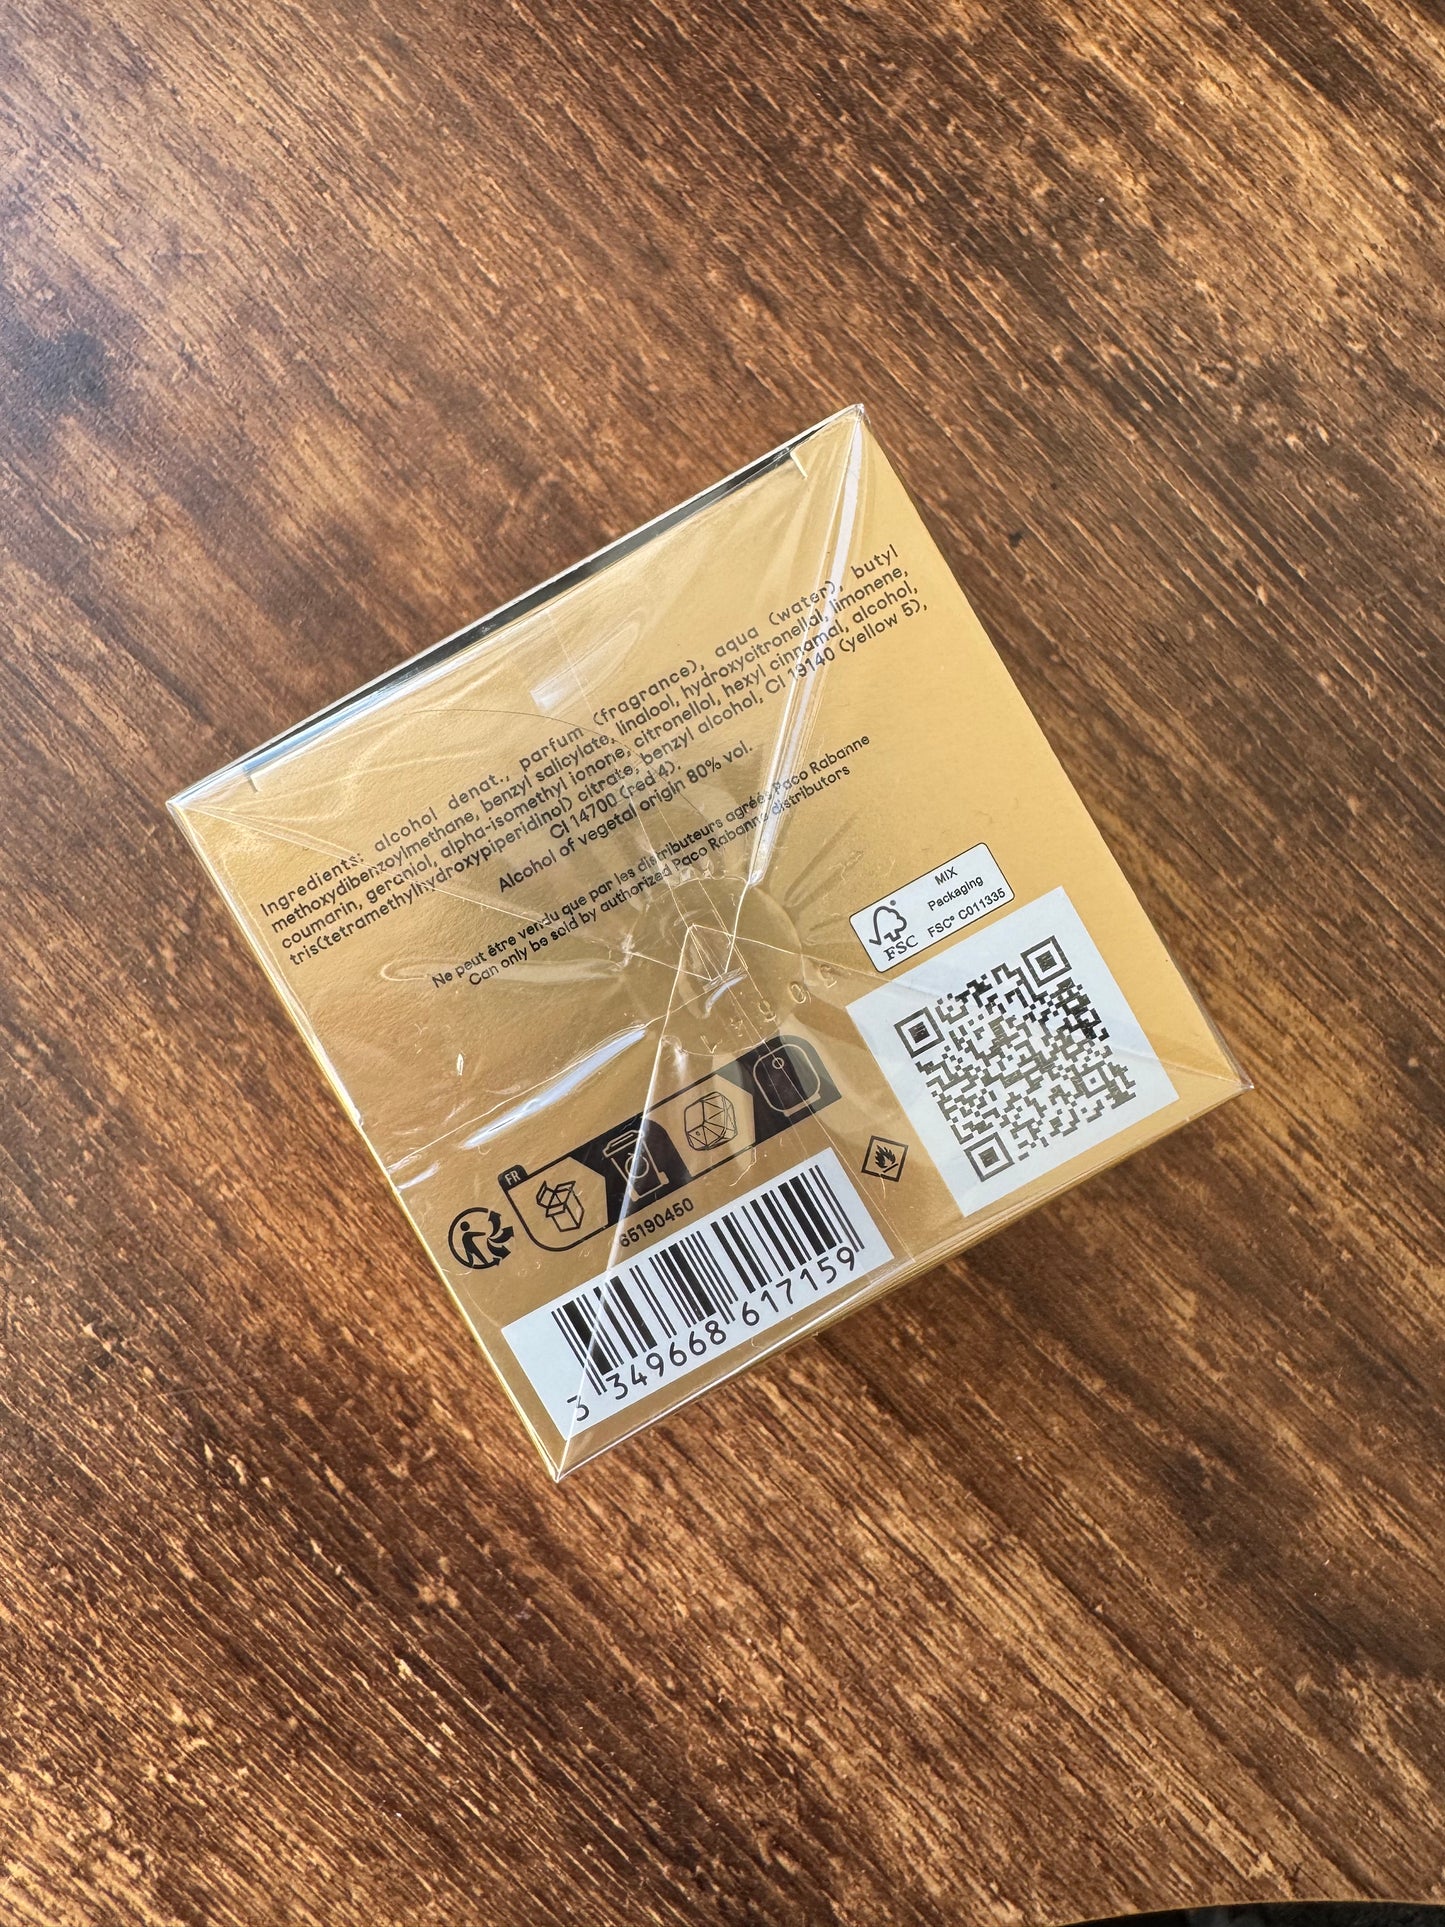 Ingredients: alcohol denat., parfum (fragrance), aqua (water), butyl
methoxydibenzoylmethane, benzyl salicylate, linalool, hydroxycitronellal, limonene,
coumarin, geraniol, alpha-isomethyl ionone, citronellol, hexyl cinnamal, alcohol,
tris(tetramethylhydroxypiperidinol) citrate, benzyl alcohol, CI 19140 (yellow 5),
CI 14700 (red 4).
Alcohol of vegetal origin 80% vol.
Ne peut être vendu que par les distributeurs agréés Paco Rabanne
Can only be sold by authorized Paco Rabanne distributors
MIX
Packaging
FSC® C011335
FSC
FR
65190450
3 349668 617159